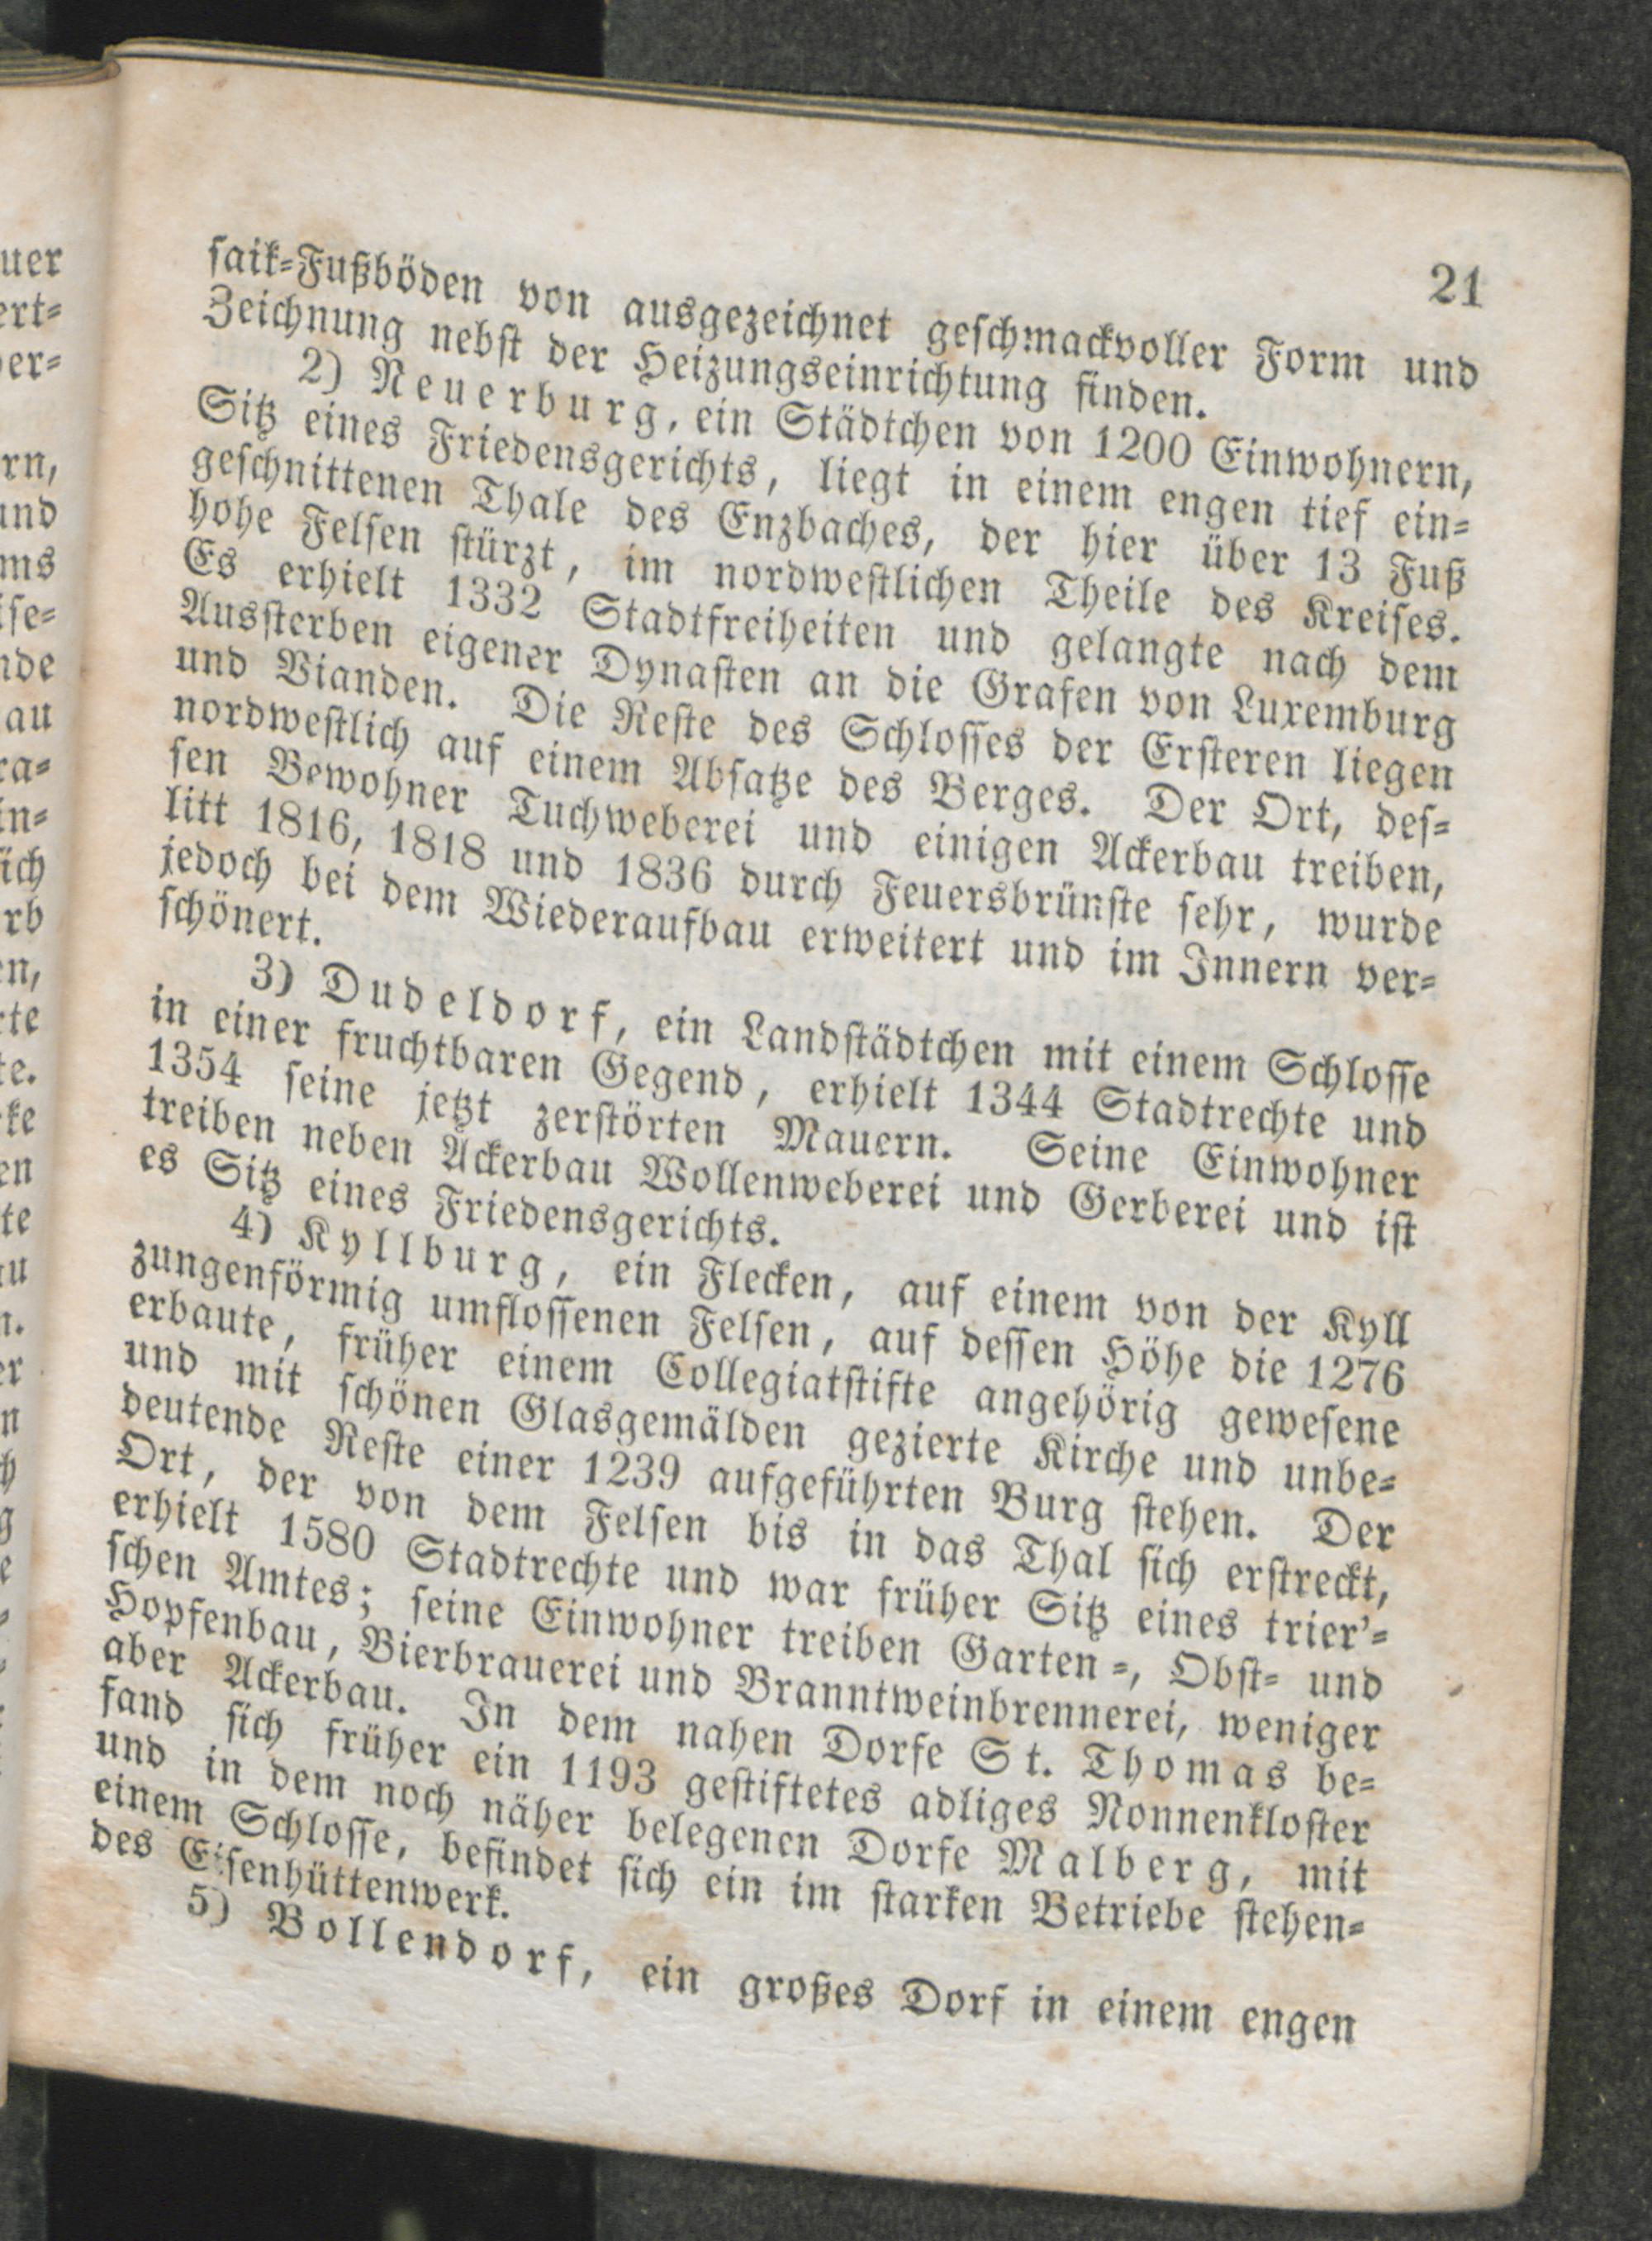 21
saik-Fußböden von ausgezeichnet geschmackvoller Form und
Zeichnung nebst der Heizungseinrichtung finden.
2) Neuerburg, ein Städtchen von 1200 Einwohnern,
Sitz eines Friedensgerichts, liegt in einem engen tief ein-
geschnittenen Thale des Enzbaches, der hier über 13 Fuß
hohe Felsen stürzt, im nordwestlichen Theile des Kreises.
Es erhielt 1332 Stadtfreiheiten und gelangte nach dem
Aussterben eigener Dynasten an die Grafen von Luxemburg
und Vianden. Die Reste des Schlosses der Ersteren liegen
nordwestlich auf einem Absatze des Berges. Der Ort, des-
sen Bewohner Tuchweberei und einigen Ackerbau treiben,
litt 1816, 1818 und 1836 durch Feuersbrünste sehr, wurde
jedoch bei dem Wiederaufbau erweitert und im Innern ver-
schönert.
3) Dudeldorf, ein Landstädtchen mit einem Schlosse
in einer fruchtbaren Gegend, erhielt 1344 Stadtrechte und
1354 seine jetzt zerstörten Mauern. Seine Einwohner
treiben neben Ackerbau Wollenweberei und Gerberei und ist
es Sitz eines Friedensgerichts.
4) Kyllburg, ein Flecken, auf einem von der Kyll
zungenförmig umflossenen Felsen, auf dessen Höhe die 1276
erbaute, früher einem Collegiatstifte angehörig gewesene
und mit schönen Glasgemälden gezierte Kirche und unbe-
deutende Reste einer 1239 aufgeführten Burg stehen. Der
Ort, der von dem Felsen bis in das Thal sich erstreckt,
erhielt 1580 Stadtrechte und war früher Sitz eines trier'-
schen Amtes; seine Einwohner treiben Garten-, Obst- und
Hopfenbau, Bierbrauerei und Branntweinbrennerei, weniger
aber Ackerbau. In dem nahen Dorfe St. Thomas be-
fand sich früher ein 1193 gestiftetes adliges Nonnenkloster
und in dem noch näher belegenen Dorfe Malberg, mit
einem Schlosse, befindet sich ein im starken Betriebe stehen-
des Eisenhüttenwerk.
5) Bollendorf, ein großes Dorf in einem engen